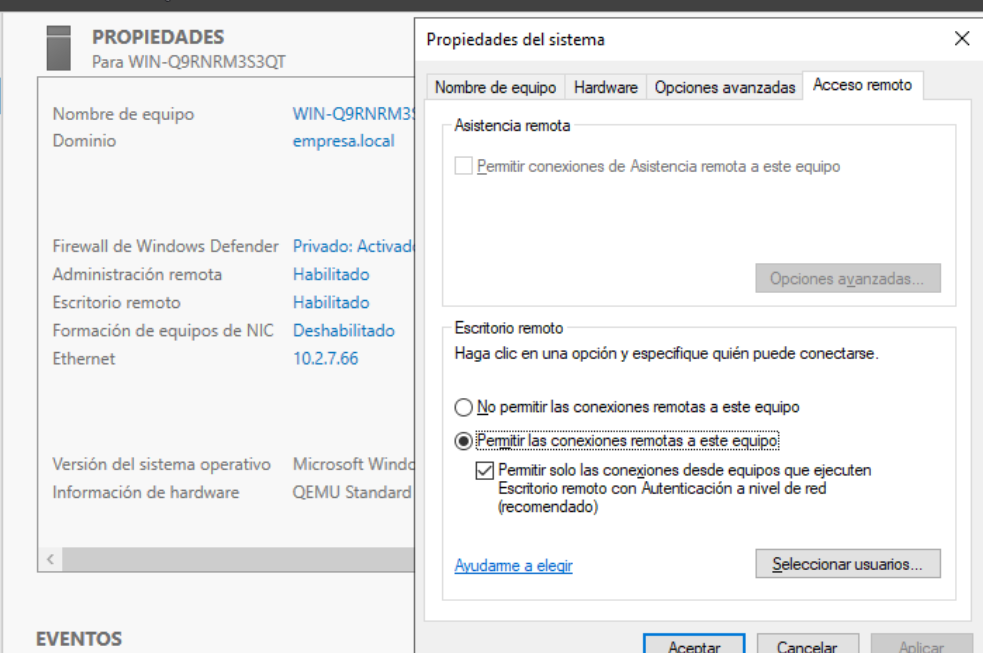 PROPIEDADES
Para WIN-Q9RNRM3S3QT
Nombre de equipo WIN-Q9RNRM3S
Dominio empresa.local
Firewall de Windows Defender Privado: Activado
Administración remota Habilitado
Escritorio remoto Habilitado
Formación de equipos de NIC Deshabilitado
Ethernet 10.2.7.66
Versión del sistema operativo Microsoft Windo
Información de hardware QEMU Standard
EVENTOS
Propiedades del sistema
Nombre de equipo Hardware Opciones avanzadas Acceso remoto
Asistencia remota
Permitir conexiones de Asistencia remota a este equipo
Opciones avanzadas...
Escritorio remoto
Haga clic en una opción y especifique quién puede conectarse.
No permitir las conexiones remotas a este equipo
Permitir las conexiones remotas a este equipo
Permitir solo las conexiones desde equipos que ejecuten
Escritorio remoto con Autenticación a nivel de red
(recomendado)
Ayudarme a elegir
Seleccionar usuarios...
Aceptar Cancelar Aplicar